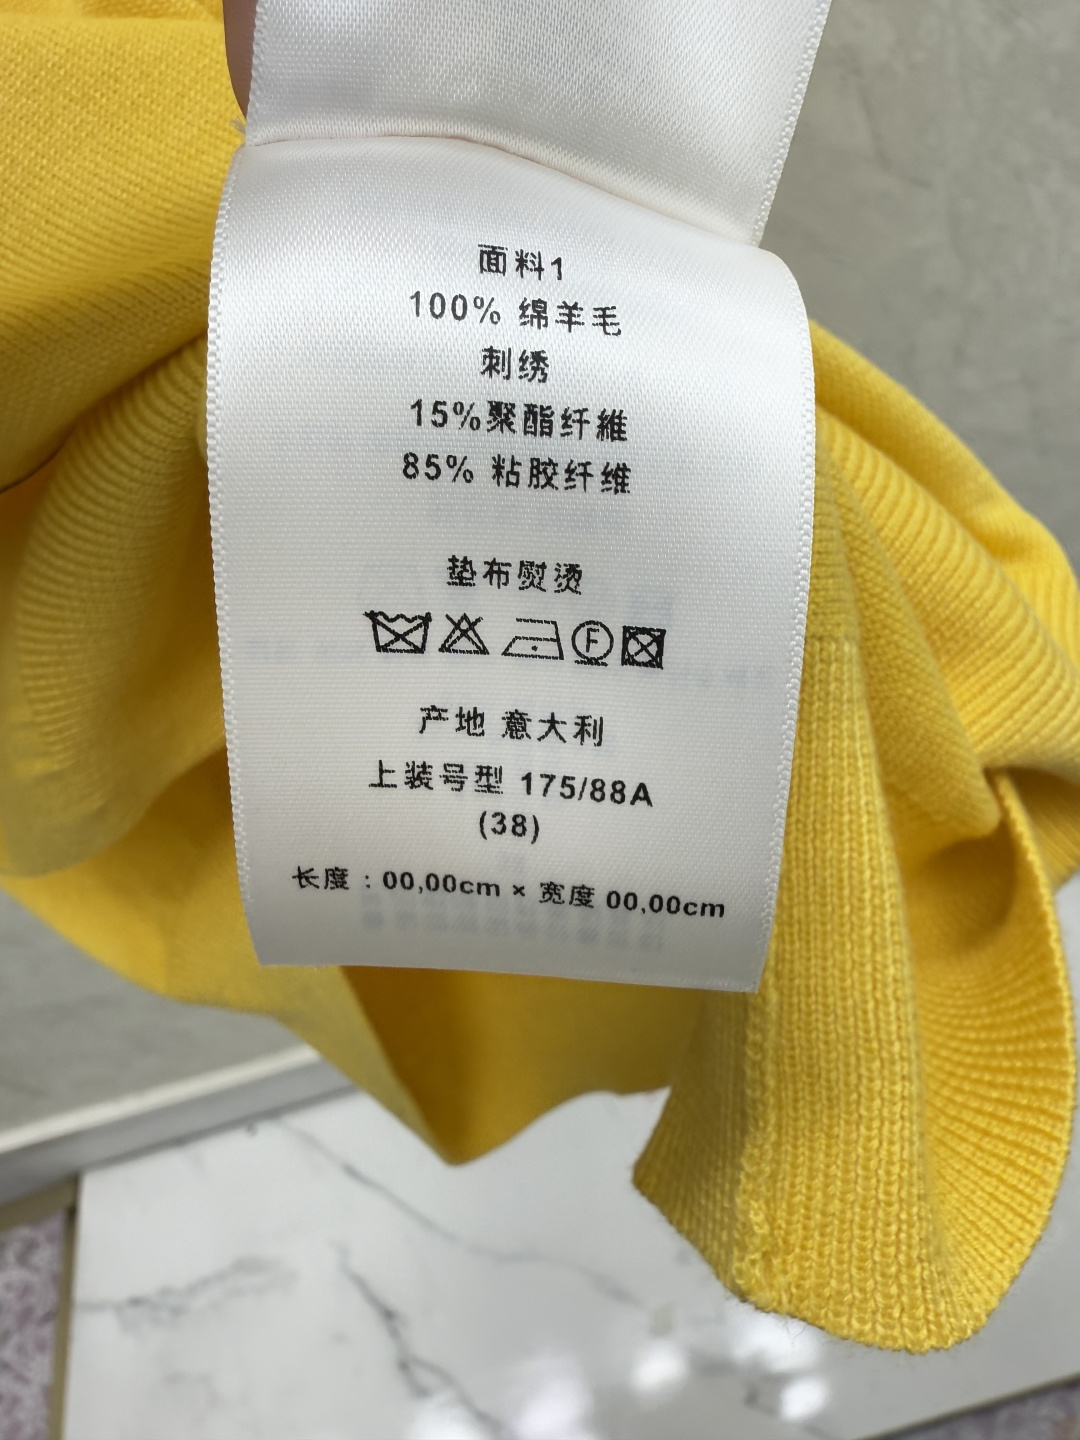 面料1
100% 绵羊毛
刺绣
15%聚酯纤維
85% 粘胶纤维
垫布熨烫
F
产地 意大利
上装号型 175/88A
(38)
长度：00,00cm × 宽度 00,00cm